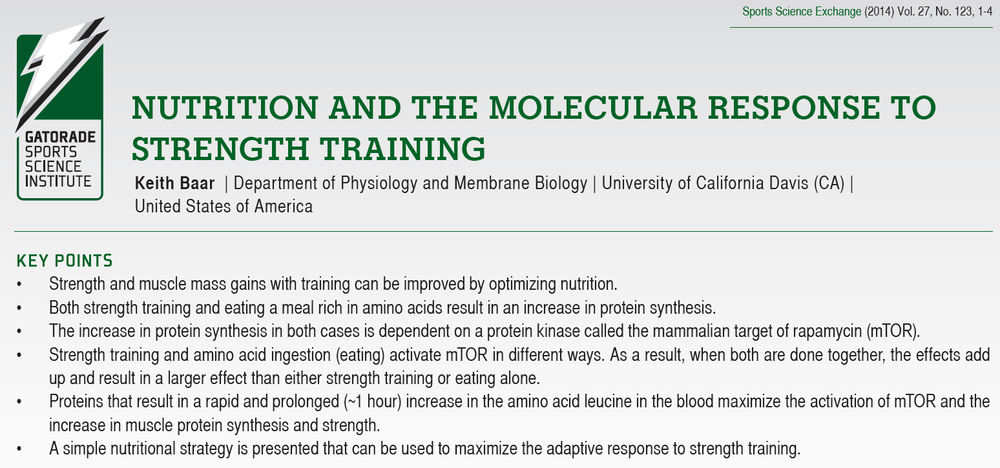 Sports Science Exchange (2014) Vol. 27, No. 123, 1-4
GATORADE
SPORTS
SCIENCE
INSTITUTE
NUTRITION AND THE MOLECULAR RESPONSE TO
STRENGTH TRAINING
Keith Baar | Department of Physiology and Membrane Biology | University of California Davis (CA) |
United States of America
KEY POINTS
• Strength and muscle mass gains with training can be improved by optimizing nutrition.
• Both strength training and eating a meal rich in amino acids result in an increase in protein synthesis.
• The increase in protein synthesis in both cases is dependent on a protein kinase called the mammalian target of rapamycin (mTOR).
• Strength training and amino acid ingestion (eating) activate mTOR in different ways. As a result, when both are done together, the effects add
up and result in a larger effect than either strength training or eating alone.
• Proteins that result in a rapid and prolonged (~1 hour) increase in the amino acid leucine in the blood maximize the activation of mTOR and the
increase in muscle protein synthesis and strength.
• A simple nutritional strategy is presented that can be used to maximize the adaptive response to strength training.